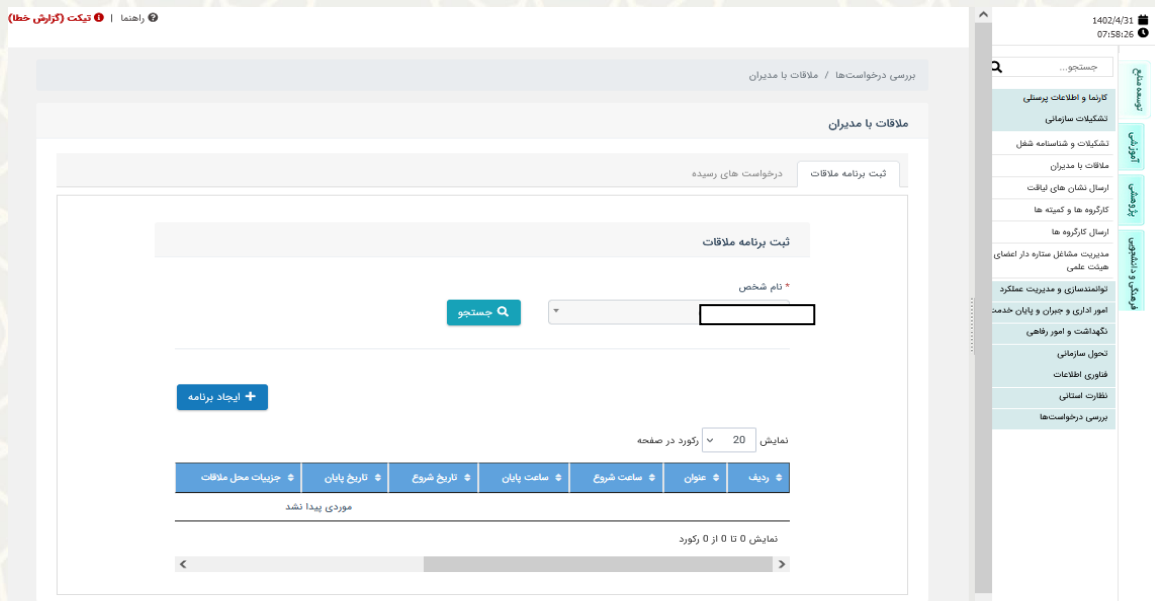 راهنما | تیکت (گزارش خطا)
1402/4/31
07:58:26
جستجو...
توسعه منابع
آموزشی
پژوهشی
فرهنگی و دانشجویی
کارنما و اطلاعات پرسنلی
تشکیلات سازمانی
تشکیلات و شناسنامه شغل
ملاقات با مدیران
ارسال نشان های لیاقت
کارگروه ها و کمیته ها
ارسال کارگروه ها
مدیریت مشاغل ستاره دار اعضای
هیئت علمی
توانمندسازی و مدیریت عملکرد
امور اداری و جبران و پایان خدمت
نگهداشت و امور رفاهی
تحول سازمانی
فناوری اطلاعات
نظارت استانی
بررسی درخواست‌ها
بررسی درخواست‌ها / ملاقات با مدیران
ملاقات با مدیران
ثبت برنامه ملاقات درخواست های رسیده
ثبت برنامه ملاقات
* نام شخص
جستجو
+ ایجاد برنامه
نمایش 20 رکورد در صفحه
ردیف عنوان ساعت شروع ساعت پایان تاریخ شروع تاریخ پایان جزییات محل ملاقات
موردی پیدا نشد
نمایش 0 تا 0 از 0 رکورد